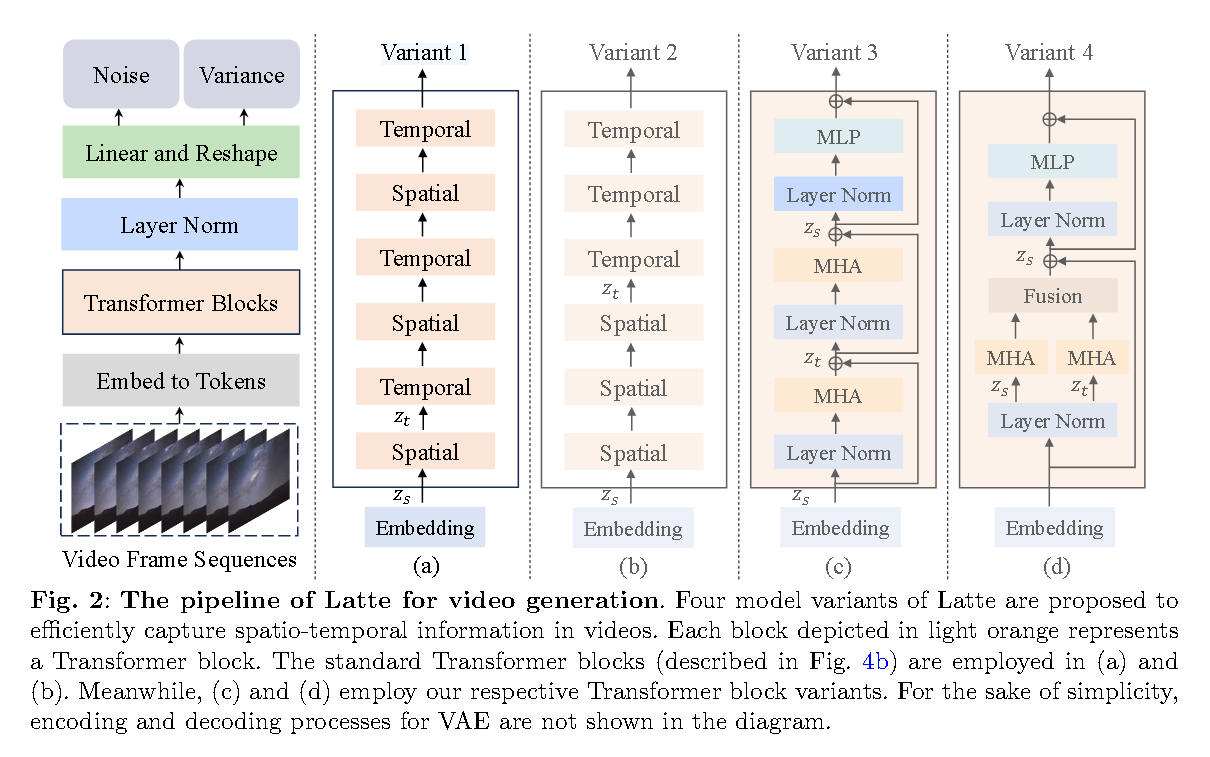 Noise
Variance
Linear and Reshape
Layer Norm
Transformer Blocks
Embed to Tokens
Video Frame Sequences
Variant 1
Temporal
Spatial
Temporal
Spatial
Temporal
z_t
Spatial
z_s
Embedding
(a)
Variant 2
Temporal
Temporal
Temporal
z_t
Spatial
Spatial
Spatial
z_s
Embedding
(b)
Variant 3
MLP
Layer Norm
z_s
MHA
Layer Norm
z_t
MHA
Layer Norm
z_s
Embedding
(c)
Variant 4
MLP
Layer Norm
z_s
Fusion
MHA MHA
z_s z_t
Layer Norm
Embedding
(d)
Fig. 2: The pipeline of Latte for video generation. Four model variants of Latte are proposed to
efficiently capture spatio-temporal information in videos. Each block depicted in light orange represents
a Transformer block. The standard Transformer blocks (described in Fig. 4b) are employed in (a) and
(b). Meanwhile, (c) and (d) employ our respective Transformer block variants. For the sake of simplicity,
encoding and decoding processes for VAE are not shown in the diagram.